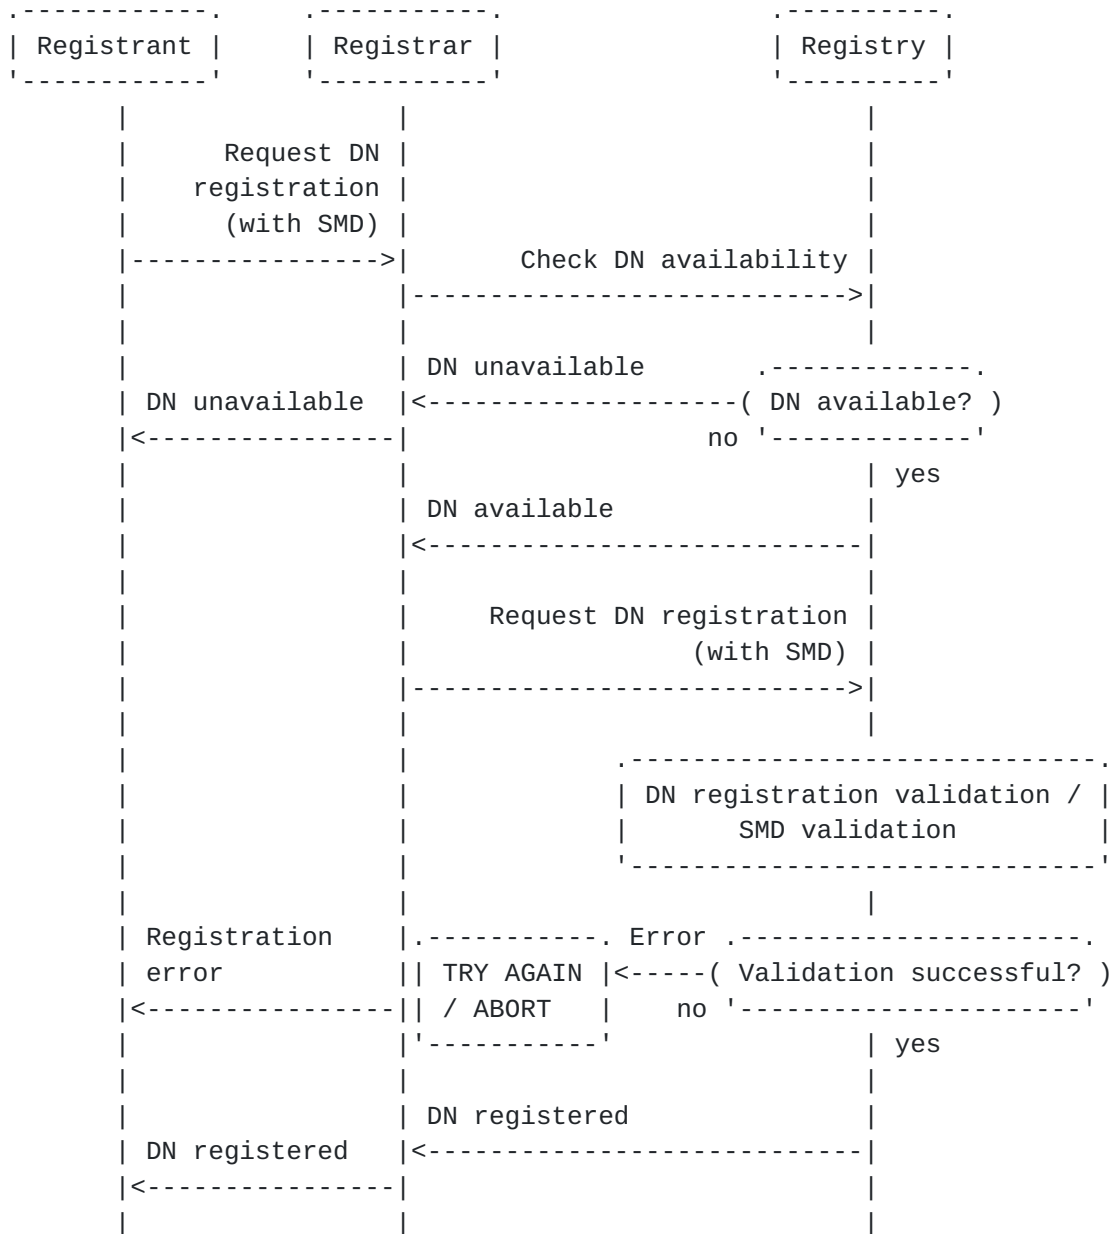 Registrant Registrar Registry
Request DN
registration
(with SMD)
Check DN availability
DN unavailable
DN unavailable ( DN available? )
no
yes
DN available
Request DN registration
(with SMD)
DN registration validation /
SMD validation
Registration Error
error TRY AGAIN ( Validation successful? )
/ ABORT no
yes
DN registered
DN registered